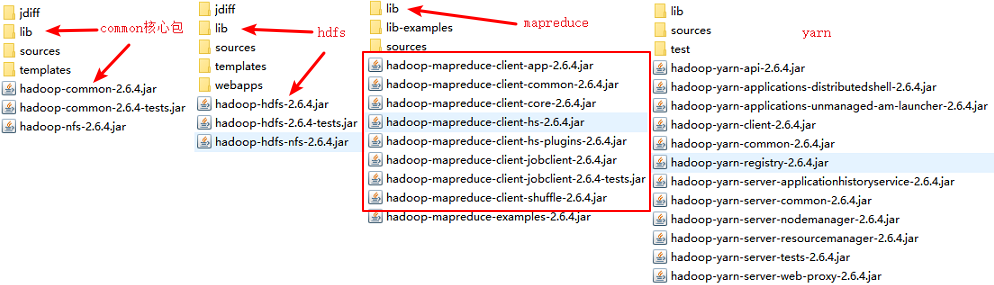 jdiff
lib
sources
templates
hadoop-common-2.6.4.jar
hadoop-common-2.6.4-tests.jar
hadoop-nfs-2.6.4.jar
common核心包
jdiff
lib
sources
templates
webapps
hadoop-hdfs-2.6.4.jar
hadoop-hdfs-2.6.4-tests.jar
hadoop-hdfs-nfs-2.6.4.jar
hdfs
lib
lib-examples
sources
hadoop-mapreduce-client-app-2.6.4.jar
hadoop-mapreduce-client-common-2.6.4.jar
hadoop-mapreduce-client-core-2.6.4.jar
hadoop-mapreduce-client-hs-2.6.4.jar
hadoop-mapreduce-client-hs-plugins-2.6.4.jar
hadoop-mapreduce-client-jobclient-2.6.4.jar
hadoop-mapreduce-client-jobclient-2.6.4-tests.jar
hadoop-mapreduce-client-shuffle-2.6.4.jar
hadoop-mapreduce-examples-2.6.4.jar
mapreduce
lib
sources
test
hadoop-yarn-api-2.6.4.jar
hadoop-yarn-applications-distributedshell-2.6.4.jar
hadoop-yarn-applications-unmanaged-am-launcher-2.6.4.jar
hadoop-yarn-client-2.6.4.jar
hadoop-yarn-common-2.6.4.jar
hadoop-yarn-registry-2.6.4.jar
hadoop-yarn-server-applicationhistoryservice-2.6.4.jar
hadoop-yarn-server-common-2.6.4.jar
hadoop-yarn-server-nodemanager-2.6.4.jar
hadoop-yarn-server-resourcemanager-2.6.4.jar
hadoop-yarn-server-tests-2.6.4.jar
hadoop-yarn-server-web-proxy-2.6.4.jar
yarn